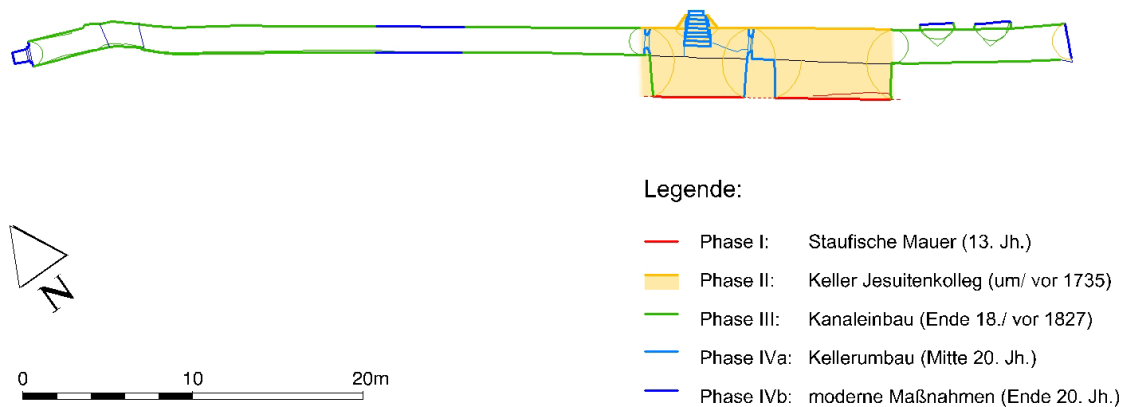 Legende:
Phase I: Staufische Mauer (13. Jh.)
Phase II: Keller Jesuitenkolleg (um/ vor 1735)
Phase III: Kanaleinbau (Ende 18./ vor 1827)
Phase IVa: Kellerumbau (Mitte 20. Jh.)
Phase IVb: moderne Maßnahmen (Ende 20. Jh.)
N
0 10 20m